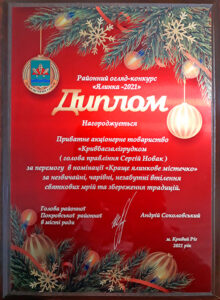 Районний огляд-конкурс
«Ялинка -2021»
Диплом
Нагороджується
Приватне акціонерне товариство
«Кривбасзалізрудком
( голова правління Сергій Новак )
за перемогу в номінації «Краще ялинкове містечко»
за незвичайні, чарівні, незабутні втілення
святкових мрій та збереження традицій.
Голова районної
Покровської районної
в місті ради
Андрій Соколовський
м. Кривий Ріг
2021 рік